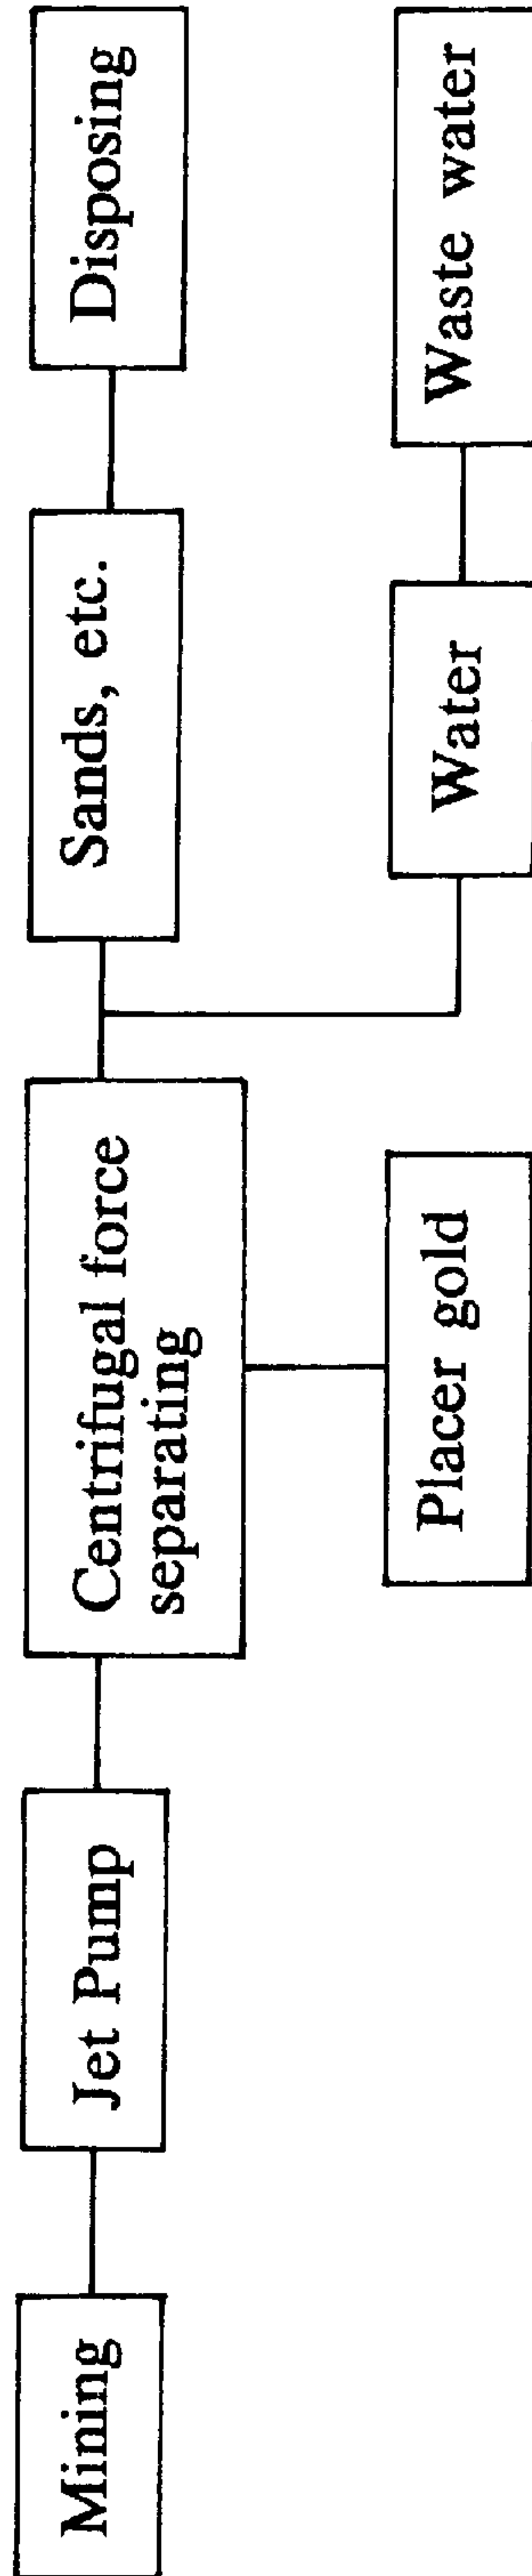 Mining
Jet Pump
Centrifugal force
separating
Sands, etc.
Disposing
Placer gold
Water
Waste water